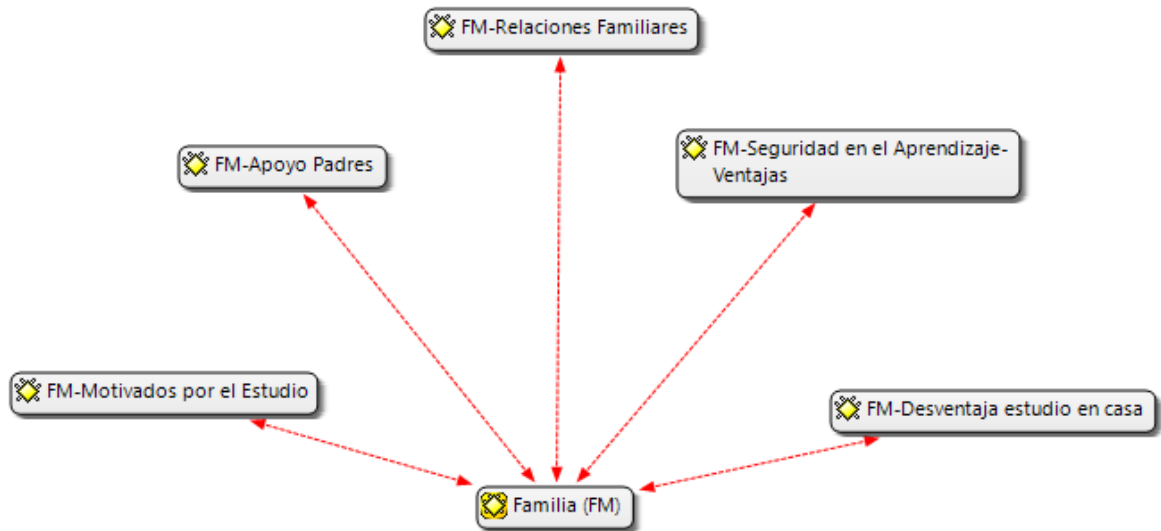 FM-Relaciones Familiares
FM-Apoyo Padres
FM-Seguridad en el Aprendizaje-
Ventajas
FM-Motivados por el Estudio
FM-Desventaja estudio en casa
Familia (FM)